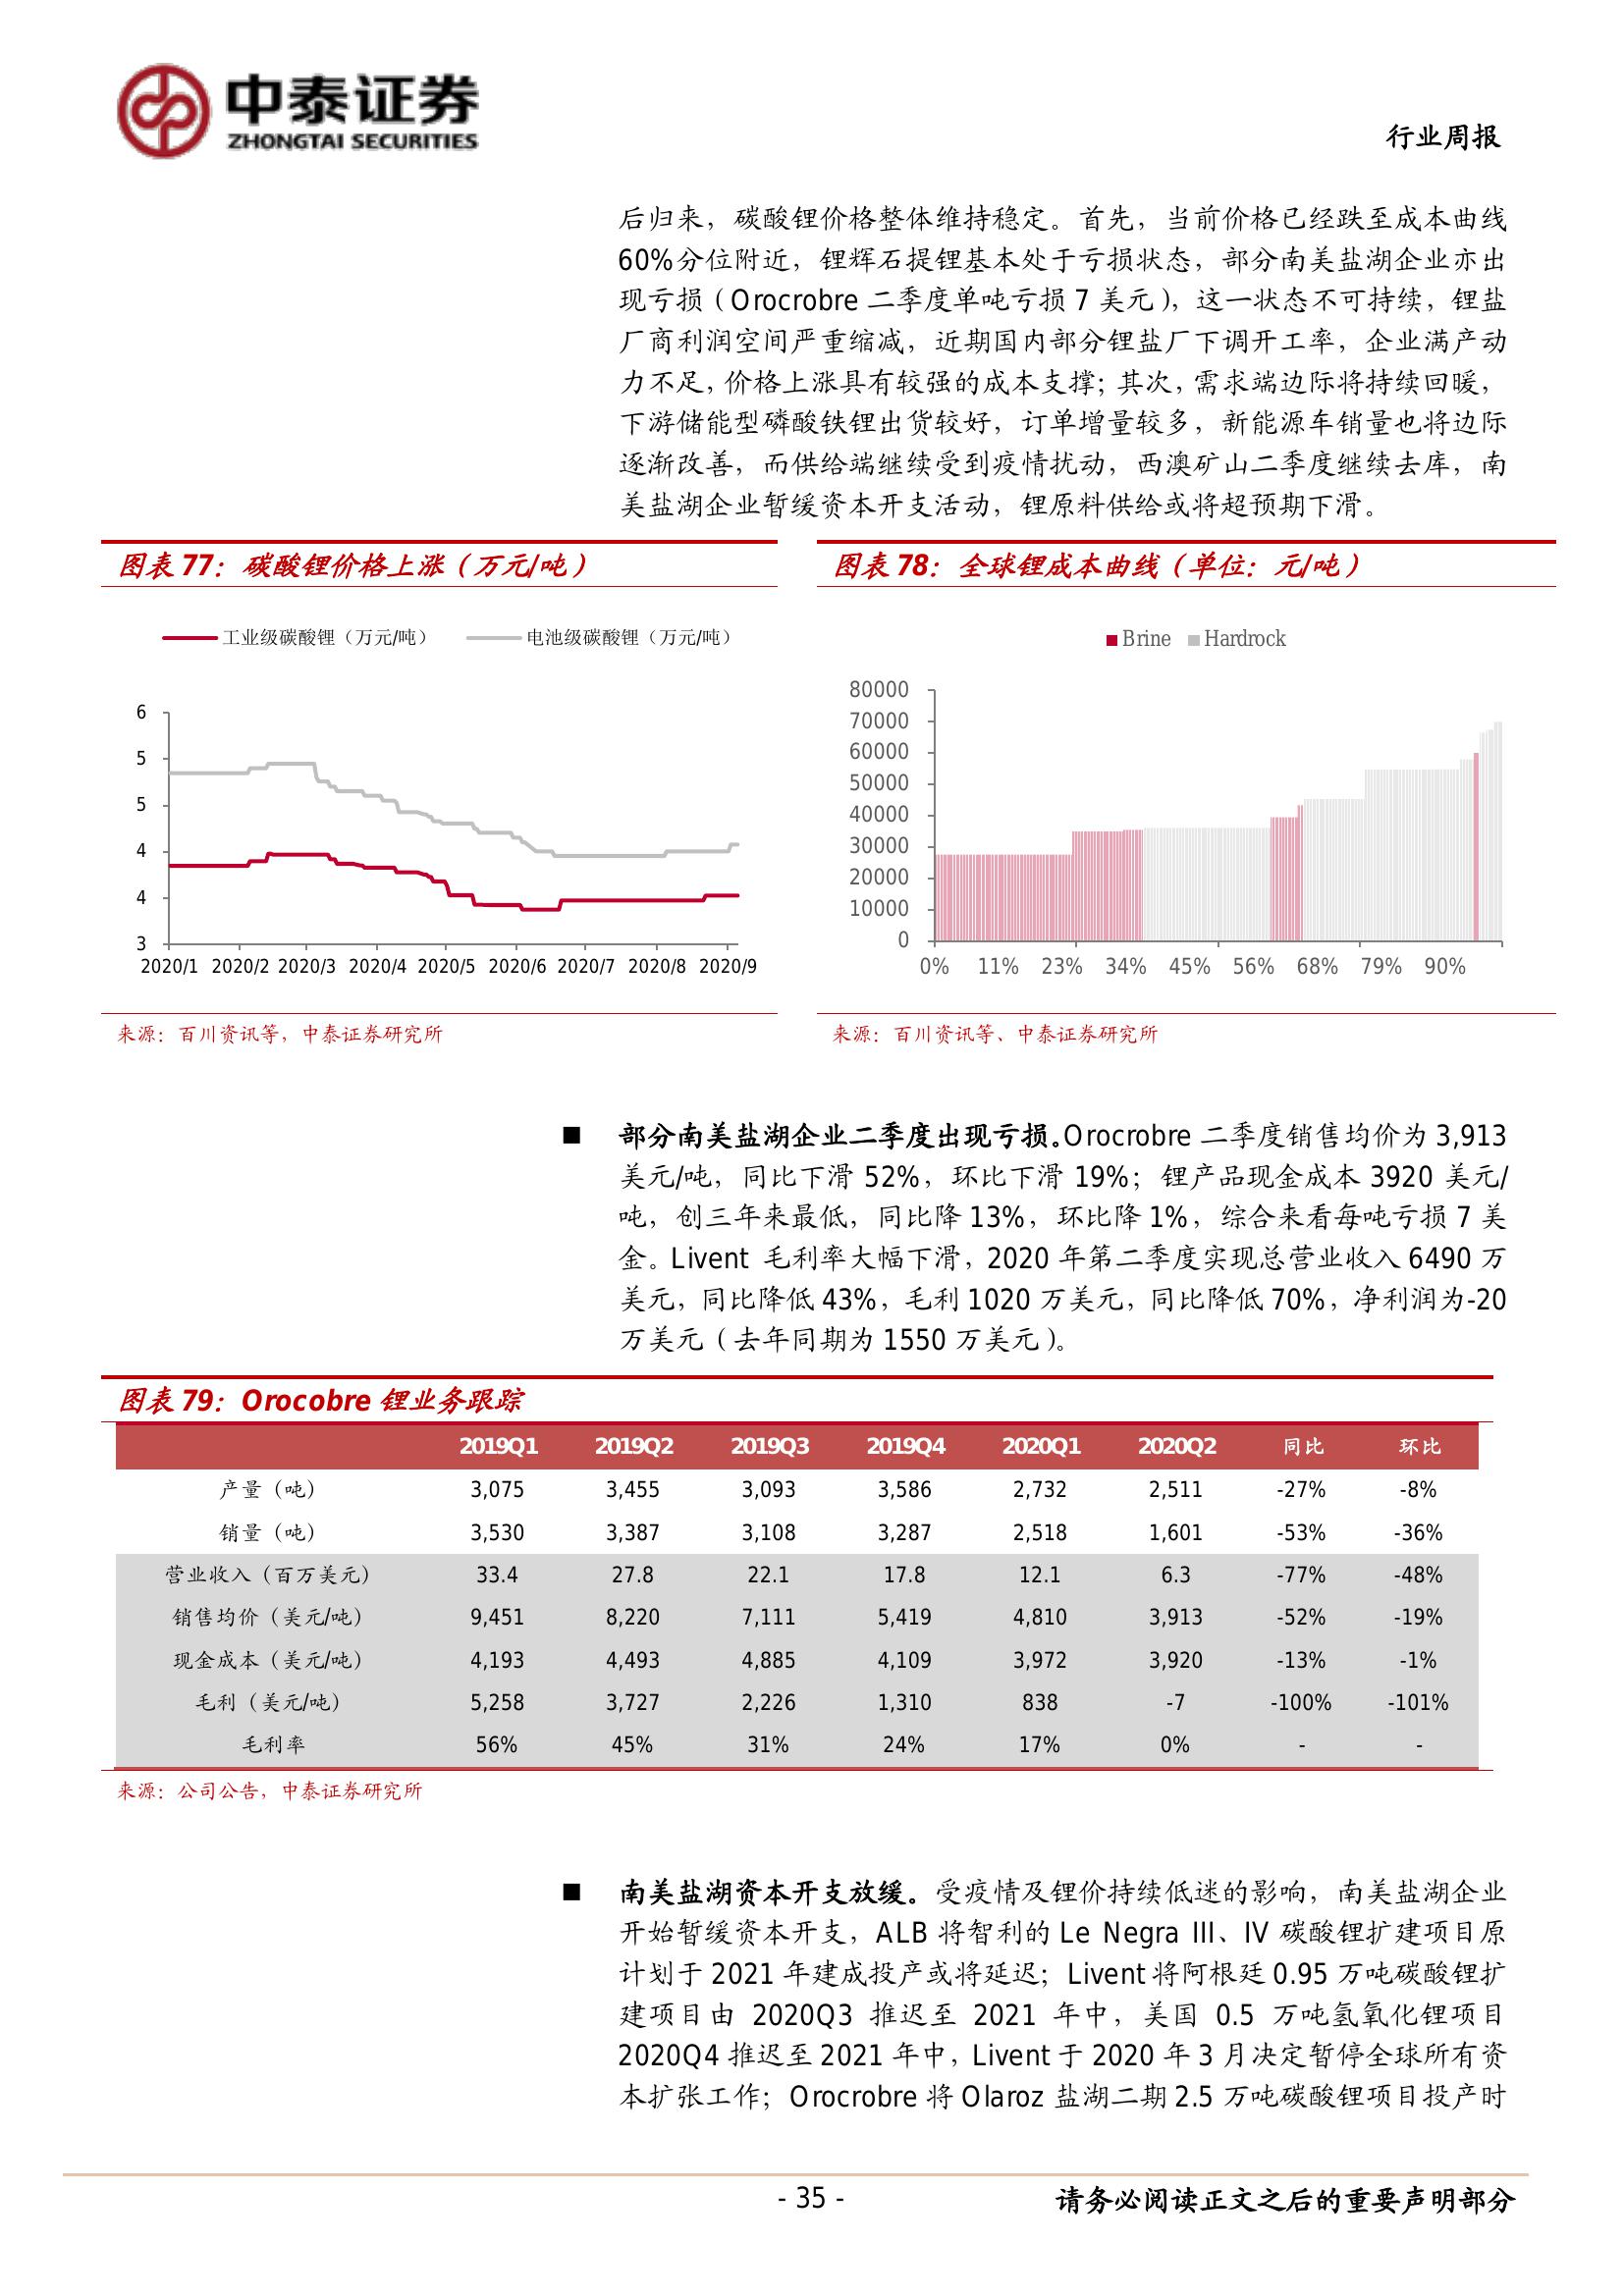 中泰证券
ZHONGTAI SECURITIES
行业周报
后归来，碳酸锂价格整体维持稳定。首先，当前价格已经跌至成本曲线
60%分位附近，锂辉石提锂基本处于亏损状态，部分南美盐湖企业亦出
现亏损（Orocrobre 二季度单吨亏损 7 美元），这一状态不可持续，锂盐
厂商利润空间严重缩减，近期国内部分锂盐厂下调开工率，企业满产动
力不足，价格上涨具有较强的成本支撑；其次，需求端边际将持续回暖，
下游储能型磷酸铁锂出货较好，订单增量较多，新能源车销量也将边际
逐渐改善，而供给端继续受到疫情扰动，西澳矿山二季度继续去库，南
美盐湖企业暂缓资本开支活动，锂原料供给或将超预期下滑。
图表 77：碳酸锂价格上涨（万元/吨）
工业级碳酸锂（万元/吨） 电池级碳酸锂（万元/吨）
6
5
5
4
4
3
2020/1 2020/2 2020/3 2020/4 2020/5 2020/6 2020/7 2020/8 2020/9
来源：百川资讯等，中泰证券研究所
图表 78：全球锂成本曲线（单位：元/吨）
Brine Hardrock
80000
70000
60000
50000
40000
30000
20000
10000
0
0% 11% 23% 34% 45% 56% 68% 79% 90%
来源：百川资讯等、中泰证券研究所
■ 部分南美盐湖企业二季度出现亏损。Orocrobre 二季度销售均价为 3,913
美元/吨，同比下滑 52%，环比下滑 19%；锂产品现金成本 3920 美元/
吨，创三年来最低，同比降 13%，环比降 1%，综合来看每吨亏损 7 美
金。Livent 毛利率大幅下滑，2020 年第二季度实现总营业收入 6490 万
美元，同比降低 43%，毛利 1020 万美元，同比降低 70%，净利润为-20
万美元（去年同期为 1550 万美元）。
图表 79：Orocobre 锂业务跟踪
2019Q1 2019Q2 2019Q3 2019Q4 2020Q1 2020Q2 同比 环比
产量（吨） 3,075 3,455 3,093 3,586 2,732 2,511 -27% -8%
销量（吨） 3,530 3,387 3,108 3,287 2,518 1,601 -53% -36%
营业收入（百万美元） 33.4 27.8 22.1 17.8 12.1 6.3 -77% -48%
销售均价（美元/吨） 9,451 8,220 7,111 5,419 4,810 3,913 -52% -19%
现金成本（美元/吨） 4,193 4,493 4,885 4,109 3,972 3,920 -13% -1%
毛利（美元/吨） 5,258 3,727 2,226 1,310 838 -7 -100% -101%
毛利率 56% 45% 31% 24% 17% 0% - -
来源：公司公告，中泰证券研究所
■ 南美盐湖资本开支放缓。受疫情及锂价持续低迷的影响，南美盐湖企业
开始暂缓资本开支，ALB 将智利的 Le Negra III、IV 碳酸锂扩建项目原
计划于 2021 年建成投产或将延迟；Livent 将阿根廷 0.95 万吨碳酸锂扩
建项目由 2020Q3 推迟至 2021 年中，美国 0.5 万吨氢氧化锂项目
2020Q4 推迟至 2021 年中，Livent 于 2020 年 3 月决定暂停全球所有资
本扩张工作；Orocrobre 将 Olaroz 盐湖二期 2.5 万吨碳酸锂项目投产时
- 35 -
请务必阅读正文之后的重要声明部分